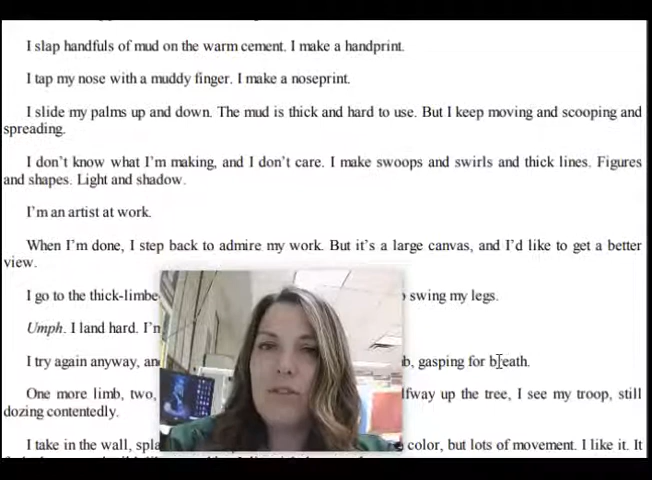 I slap handfuls of mud on the warm cement. I make a handprint.
I tap my nose with a muddy finger. I make a noseprint.
I slide my palms up and down. The mud is thick and hard to use. But I keep moving and scooping and
spreading.
I don't know what I'm making, and I don't care. I make swoops and swirls and thick lines. Figures
and shapes. Light and shadow.
I'm an artist at work.
When I'm done, I step back to admire my work. But it's a large canvas, and I'd like to get a better
view.
I go to the thick-limbe swing my legs.
Umph. I land hard. I'm
I try again anyway, an b, gasping for breath.
One more limb, two, lfway up the tree, I see my troop, still
dozing contentedly.
I take in the wall, spla color, but lots of movement. I like it. It